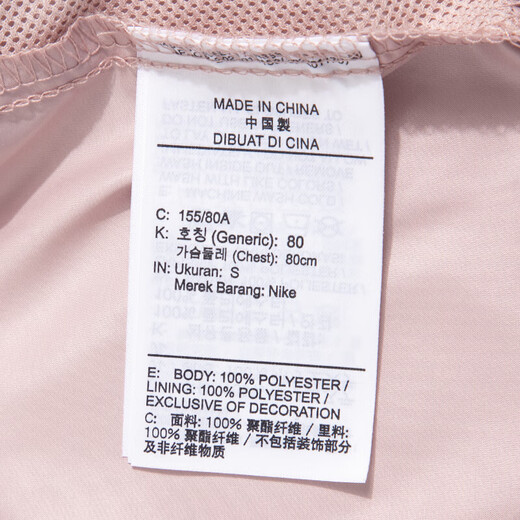 MADE IN CHINA
中国製
DIBUAT DI CINA
C: 155/80A
K: 호칭 (Generic): 80
가슴둘레 (Chest): 80cm
IN: Ukuran: S
Merek Barang: Nike
E: BODY: 100% POLYESTER /
LINING: 100% POLYESTER /
EXCLUSIVE OF DECORATION
C: 面料: 100% 聚酯纤维 / 里料:
100% 聚酯纤维 / 不包括装饰部分
及非纤维物质